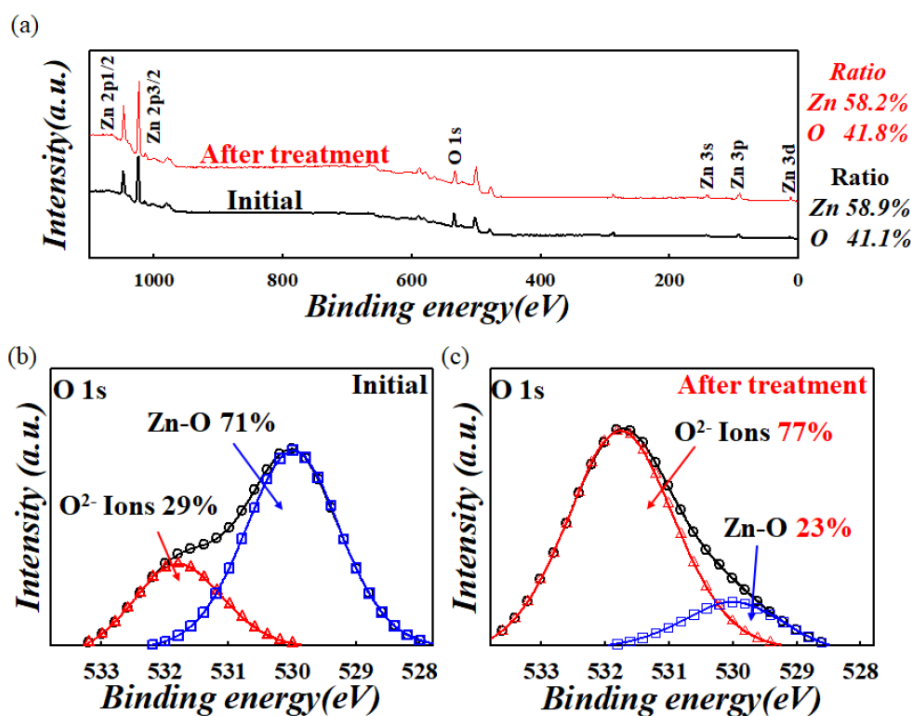 (a)
Intensity(a.u.)
Zn 2p1/2
Zn 2p3/2
After treatment
Initial
O 1s
Zn 3s
Zn 3p
Zn 3d
Ratio
Zn 58.2%
O 41.8%
Ratio
Zn 58.9%
O 41.1%
1000 800 600 400 200 0
Binding energy(eV)
(b)
O 1s
Initial
Zn-O 71%
O²⁻ Ions 29%
Intensity (a.u.)
533 532 531 530 529 528
Binding energy(eV)
(c)
O 1s
After treatment
O²⁻ Ions 77%
Zn-O 23%
Intensity (a.u.)
533 532 531 530 529 528
Binding energy(eV)